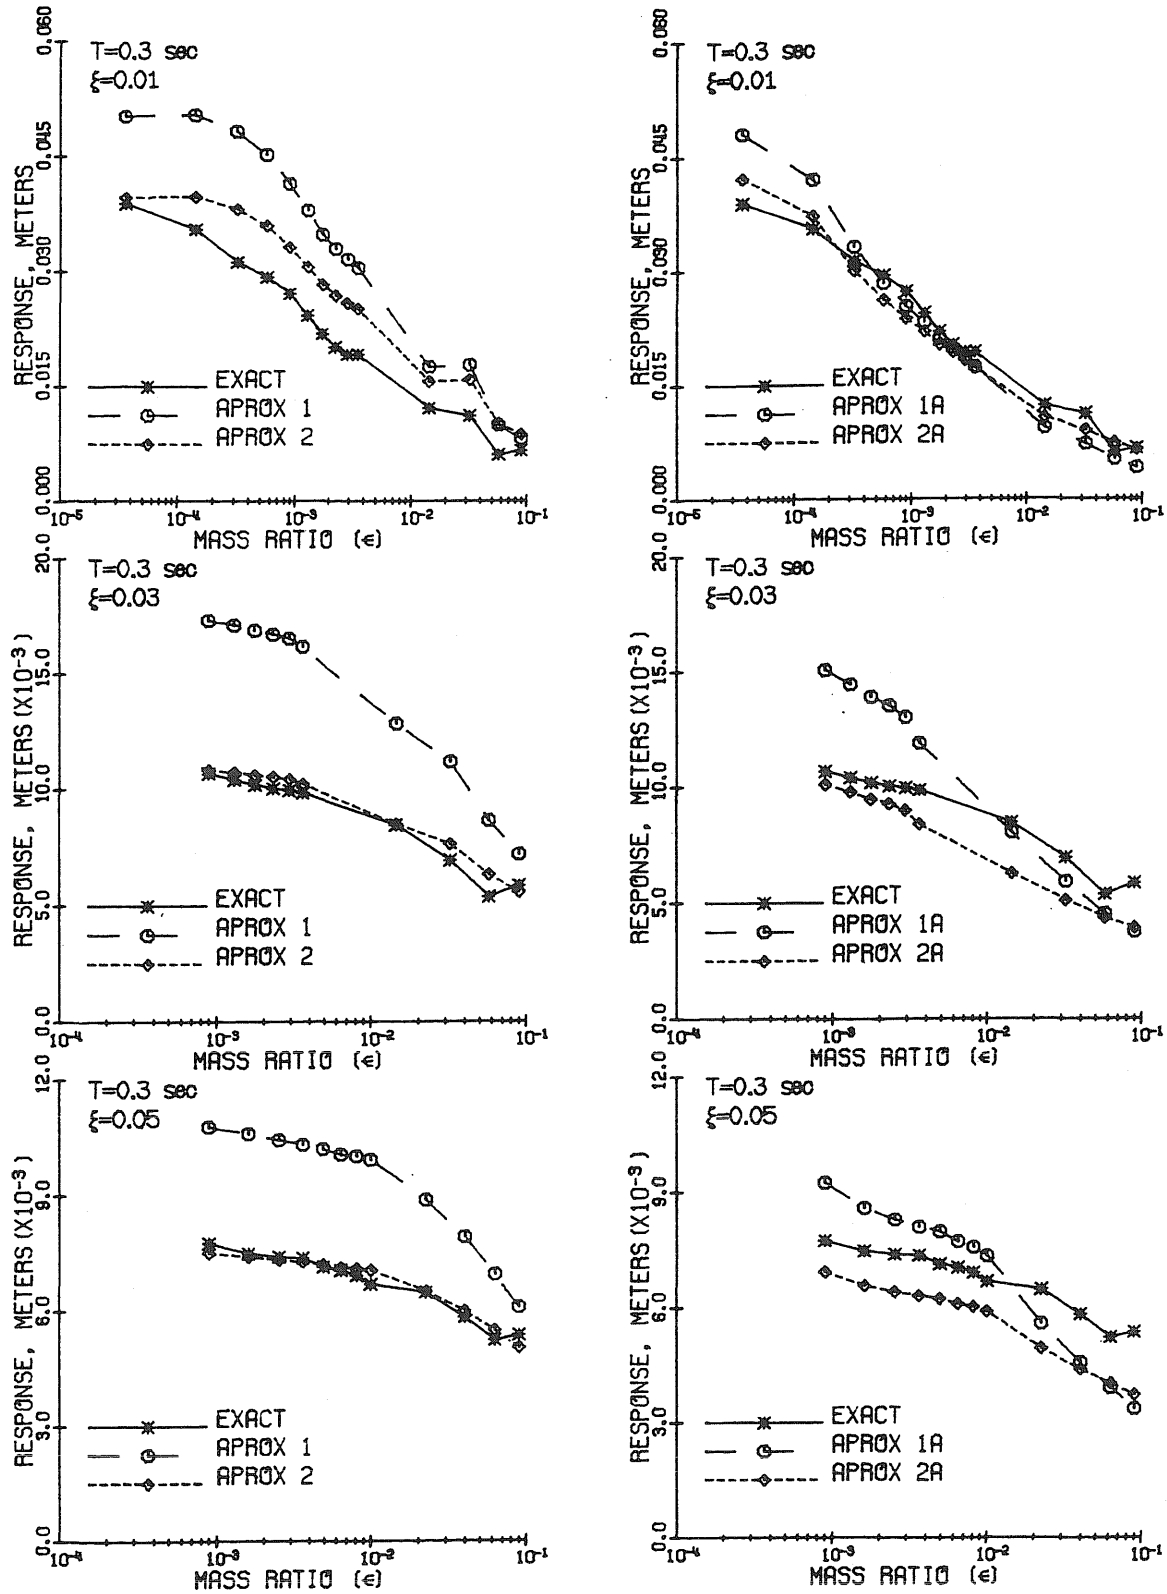 T=0.3 sec
ξ=0.01
RESPONSE, METERS
0.060
0.045
0.030
0.015
0.000
EXACT
APROX 1
APROX 2
10⁻⁵ 10⁻⁴ 10⁻³ 10⁻² 10⁻¹
MASS RATIO (ϵ)
T=0.3 sec
ξ=0.01
RESPONSE, METERS
0.060
0.045
0.030
0.015
0.000
EXACT
APROX 1A
APROX 2A
10⁻⁵ 10⁻⁴ 10⁻³ 10⁻² 10⁻¹
MASS RATIO (ϵ)
T=0.3 sec
ξ=0.03
RESPONSE, METERS (X10⁻³)
20.0
15.0
10.0
5.0
0.0
EXACT
APROX 1
APROX 2
10⁻⁴ 10⁻³ 10⁻² 10⁻¹
MASS RATIO (ϵ)
T=0.3 sec
ξ=0.03
RESPONSE, METERS (X10⁻³)
20.0
15.0
10.0
5.0
0.0
EXACT
APROX 1A
APROX 2A
10⁻⁴ 10⁻³ 10⁻² 10⁻¹
MASS RATIO (ϵ)
T=0.3 sec
ξ=0.05
RESPONSE, METERS (X10⁻³)
12.0
9.0
6.0
3.0
0.0
EXACT
APROX 1
APROX 2
10⁻⁴ 10⁻³ 10⁻² 10⁻¹
MASS RATIO (ϵ)
T=0.3 sec
ξ=0.05
RESPONSE, METERS (X10⁻³)
12.0
9.0
6.0
3.0
0.0
EXACT
APROX 1A
APROX 2A
10⁻⁴ 10⁻³ 10⁻² 10⁻¹
MASS RATIO (ϵ)